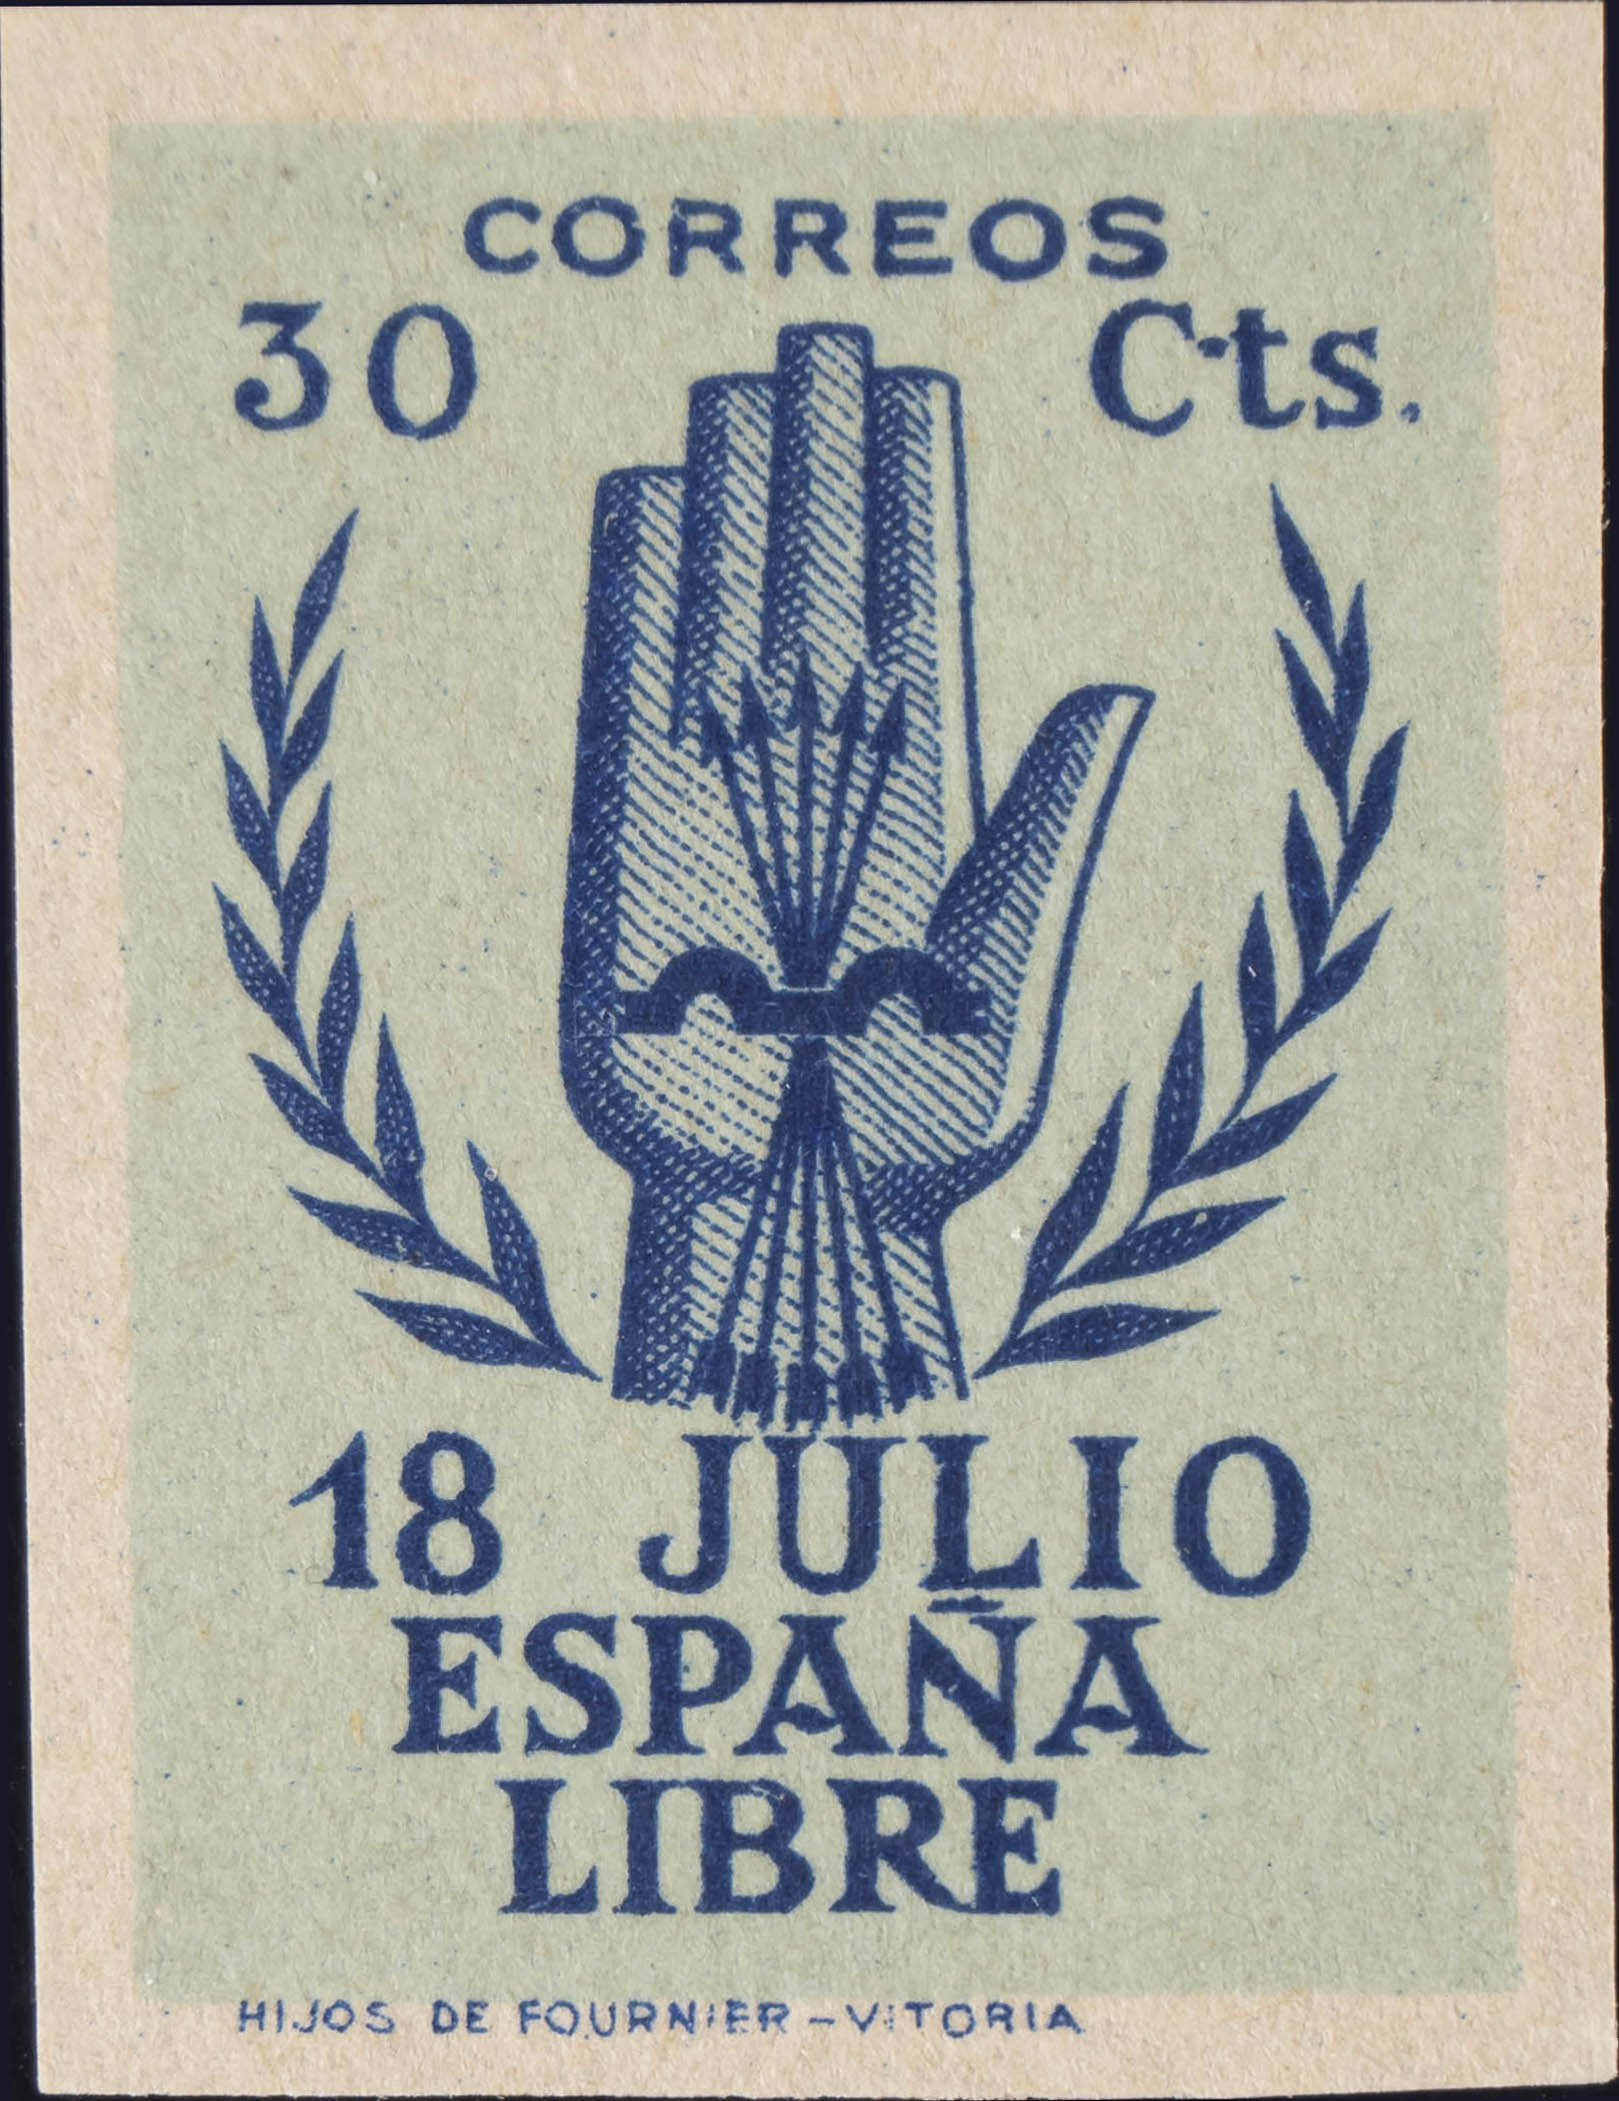 CORREOS
30 Cts.
18 JULIO
ESPAÑA
LIBRE
HIJOS DE FOURNIER - VITORIA